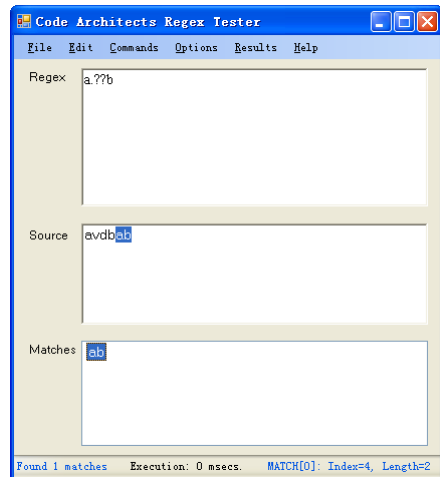 Code Architects Regex Tester
File Edit Commands Options Results Help
Regex
a.??b
Source
avdbab
Matches
ab
Found 1 matches Execution: 0 msecs. MATCH[0]: Index=4, Length=2